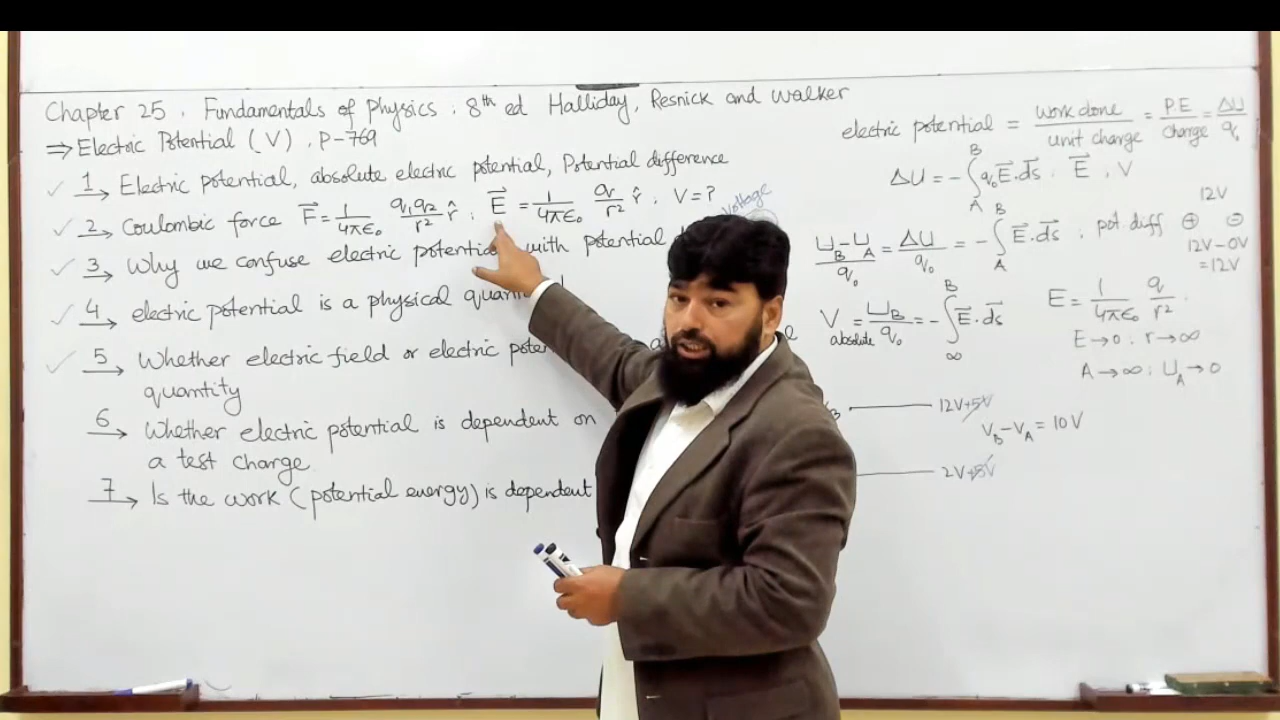 Chapter 25 . Fundamentals of Physics . 8th ed Halliday, Resnick and Walker
⇒ Electric Potential (V) , P-769
✓ 1→ Electric potential, absolute electric potential, Potential difference
✓ 2→ Coulombic force F⃗ = 1/4πϵ₀ q₁q₂/r² r̂ ; E⃗ = 1/4πϵ₀ q/r² r̂ , V = ?
Voltage
✓ 3→ Why we confuse electric potential with potential
✓ 4→ electric potential is a physical
✓ 5→ Whether electric field or electric
quantity
6→ Whether electric potential is dependent on
a test charge
7→ Is the work (potential energy) is dependent
electric potential = work done/unit charge = PE/charge = ΔU/q₀
ΔU = -∫_A^B q₀E⃗.ds⃗ . E⃗ , V
12V
U_B-U_A/q₀ = ΔU/q₀ = -∫_A^B E⃗.ds⃗ ; pot. diff ⊕ ⊖
12V-0V
=12V
V absolute = U_B/q₀ = -∫_∞^B E⃗.ds⃗
E = 1/4πϵ₀ q/r²
E→0 ; r→∞
A→∞ ; U_A→0
12V+5V
V_B-V_A = 10V
2V+5V